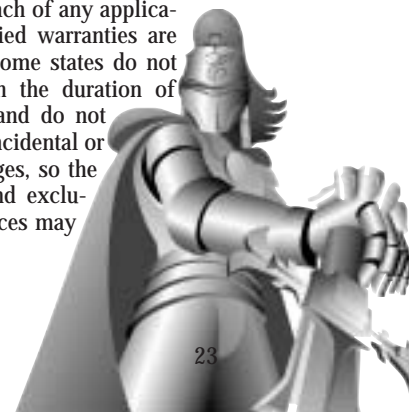 ach of any applica-
ied warranties are
ome states do not
n the duration of
and do not
ncidental or
ges, so the
nd exclu-
ces may
23